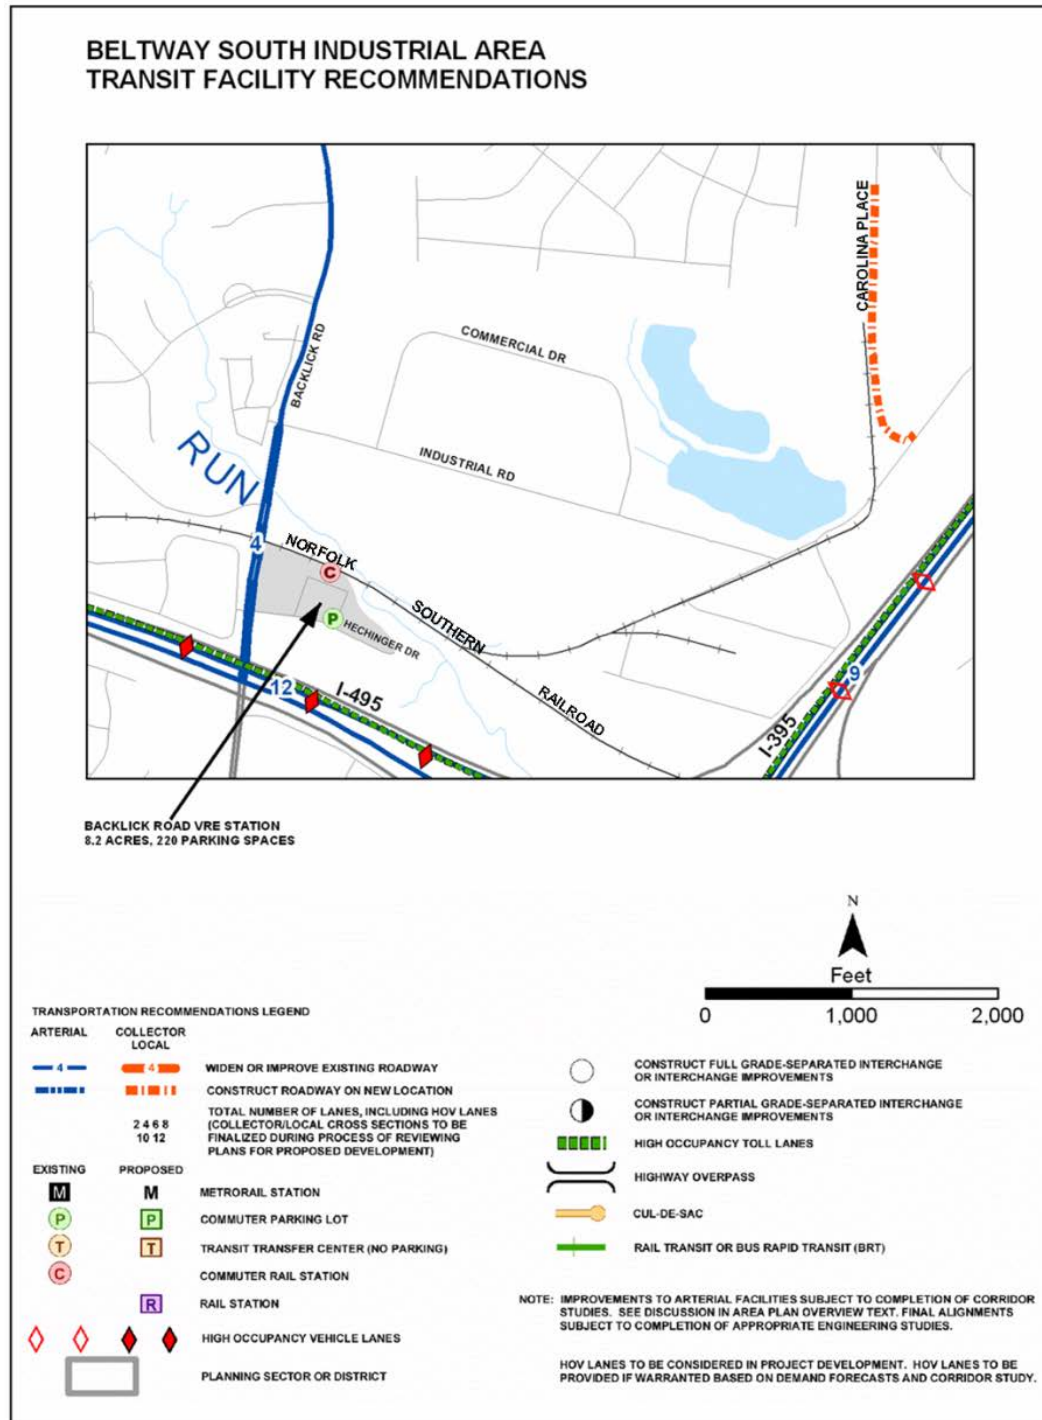 BELTWAY SOUTH INDUSTRIAL AREA
TRANSIT FACILITY RECOMMENDATIONS
CAROLINA PLACE
BACKLICK RD
COMMERCIAL DR
RUN
INDUSTRIAL RD
4
NORFOLK
C
SOUTHERN
P
HECHINGER DR
RAILROAD
12
I-495
9
I-395
BACKLICK ROAD VRE STATION
8.2 ACRES, 220 PARKING SPACES
N
Feet
0 1,000 2,000
TRANSPORTATION RECOMMENDATIONS LEGEND
ARTERIAL COLLECTOR
LOCAL
4 4 WIDEN OR IMPROVE EXISTING ROADWAY
CONSTRUCT ROADWAY ON NEW LOCATION
2 4 6 8
10 12
TOTAL NUMBER OF LANES, INCLUDING HOV LANES
(COLLECTOR/LOCAL CROSS SECTIONS TO BE
FINALIZED DURING PROCESS OF REVIEWING
PLANS FOR PROPOSED DEVELOPMENT)
EXISTING PROPOSED
M M METRORAIL STATION
P P COMMUTER PARKING LOT
T T TRANSIT TRANSFER CENTER (NO PARKING)
C COMMUTER RAIL STATION
R RAIL STATION
HIGH OCCUPANCY VEHICLE LANES
PLANNING SECTOR OR DISTRICT
CONSTRUCT FULL GRADE-SEPARATED INTERCHANGE
OR INTERCHANGE IMPROVEMENTS
CONSTRUCT PARTIAL GRADE-SEPARATED INTERCHANGE
OR INTERCHANGE IMPROVEMENTS
HIGH OCCUPANCY TOLL LANES
HIGHWAY OVERPASS
CUL-DE-SAC
RAIL TRANSIT OR BUS RAPID TRANSIT (BRT)
NOTE: IMPROVEMENTS TO ARTERIAL FACILITIES SUBJECT TO COMPLETION OF CORRIDOR
STUDIES. SEE DISCUSSION IN AREA PLAN OVERVIEW TEXT. FINAL ALIGNMENTS
SUBJECT TO COMPLETION OF APPROPRIATE ENGINEERING STUDIES.
HOV LANES TO BE CONSIDERED IN PROJECT DEVELOPMENT. HOV LANES TO BE
PROVIDED IF WARRANTED BASED ON DEMAND FORECASTS AND CORRIDOR STUDY.